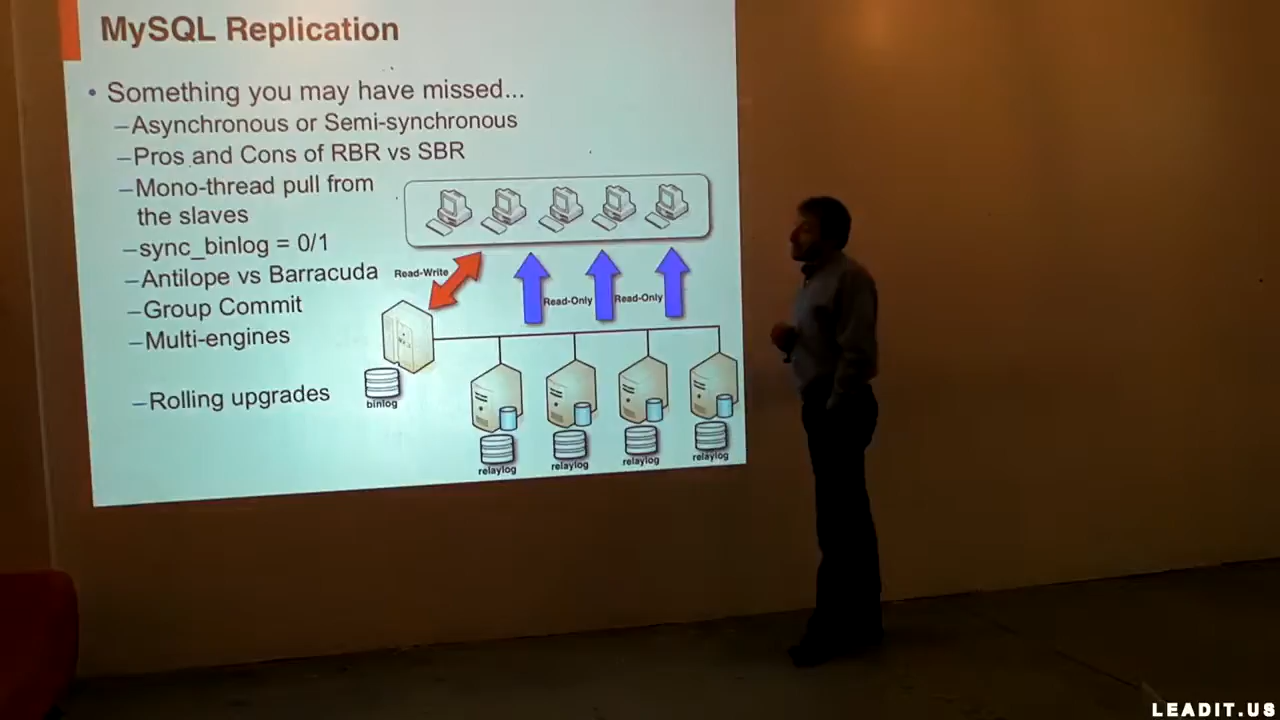 MySQL Replication
• Something you may have missed...
–Asynchronous or Semi-synchronous
–Pros and Cons of RBR vs SBR
–Mono-thread pull from
the slaves
–sync_binlog = 0/1
–Antilope vs Barracuda
–Group Commit
–Multi-engines
–Rolling upgrades
Read-Write
Read-Only
Read-Only
binlog
relaylog
relaylog
relaylog
relaylog
LEADIT.US